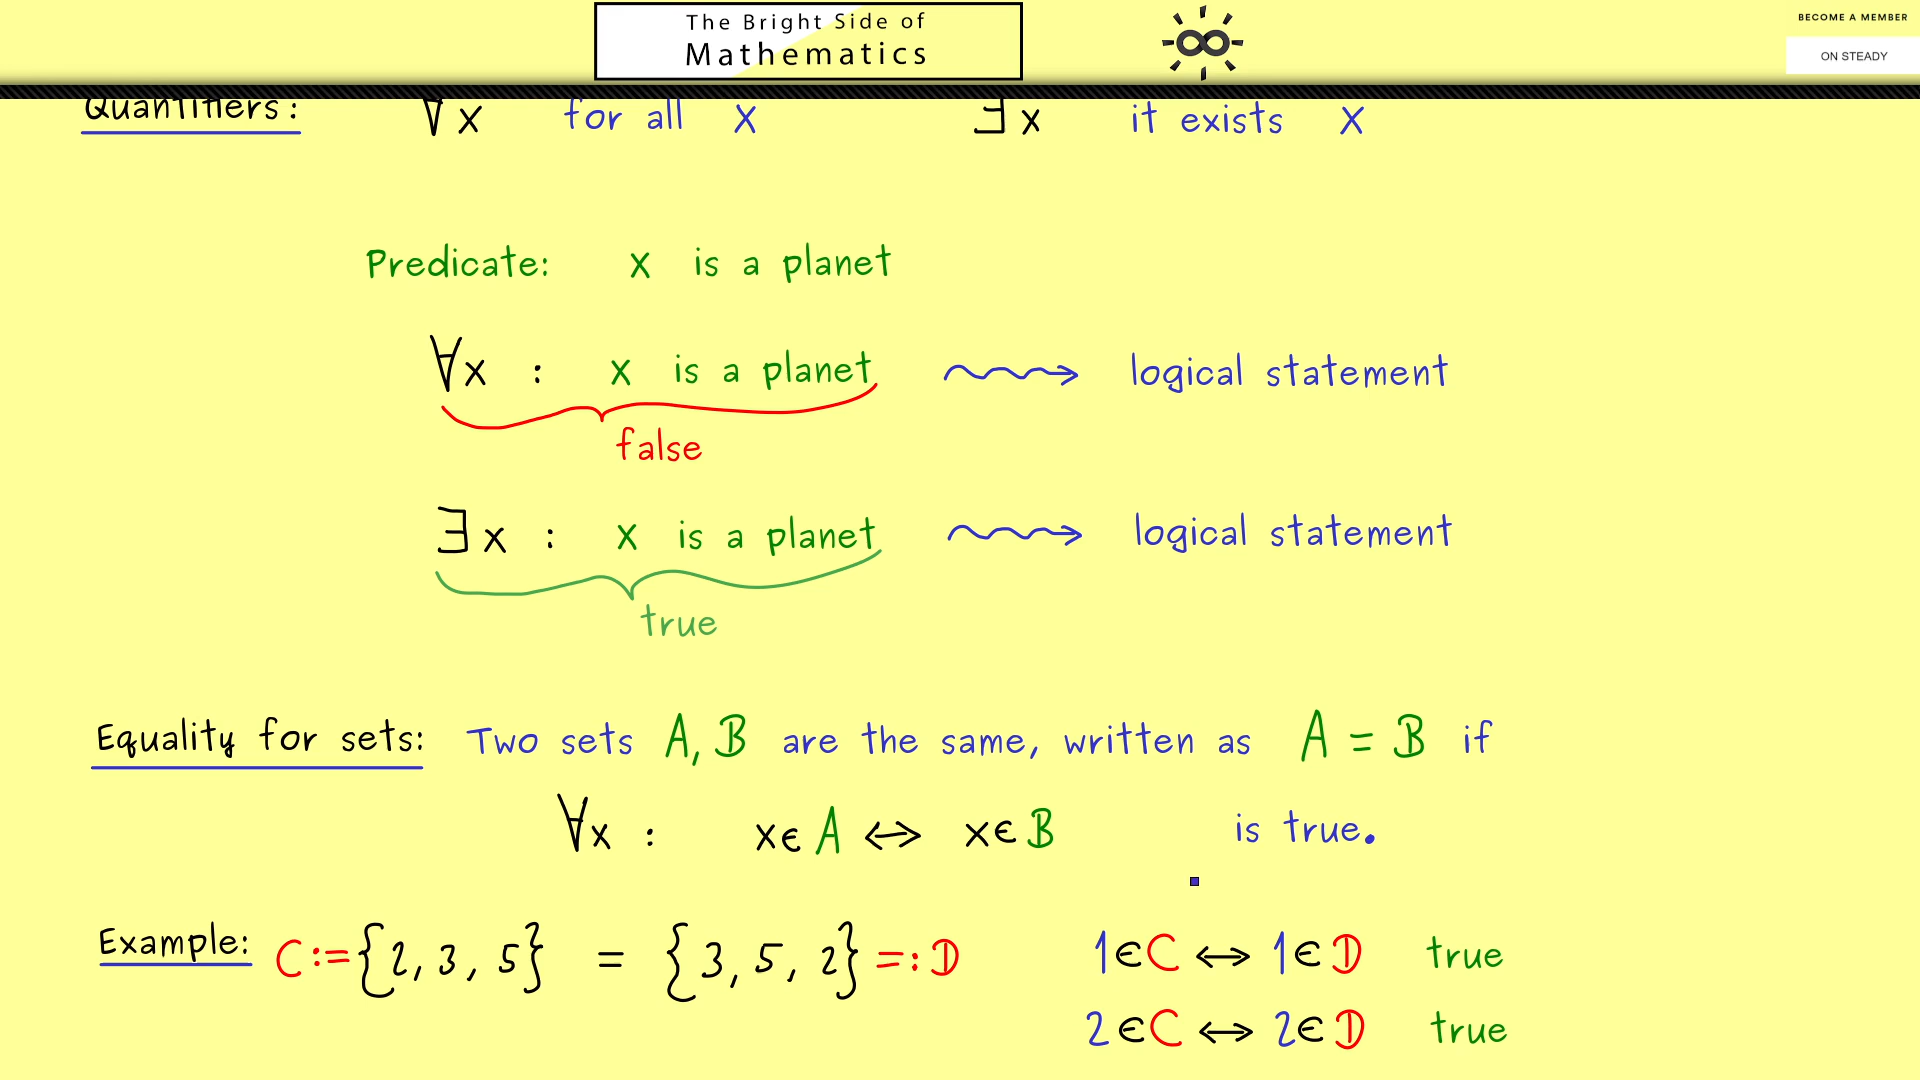 The Bright Side of
Mathematics
BECOME A MEMBER
ON STEADY
Quantifiers: ∀x for all x ∃x it exists x
Predicate: x is a planet
∀x : x is a planet ⇝ logical statement
false
∃x : x is a planet ⇝ logical statement
true
Equality for sets: Two sets A, B are the same, written as A = B if
∀x : x∈A ↔ x∈B is true.
Example: C:={2, 3, 5} = {3, 5, 2}=:D 1∈C ↔ 1∈D true
2∈C ↔ 2∈D true